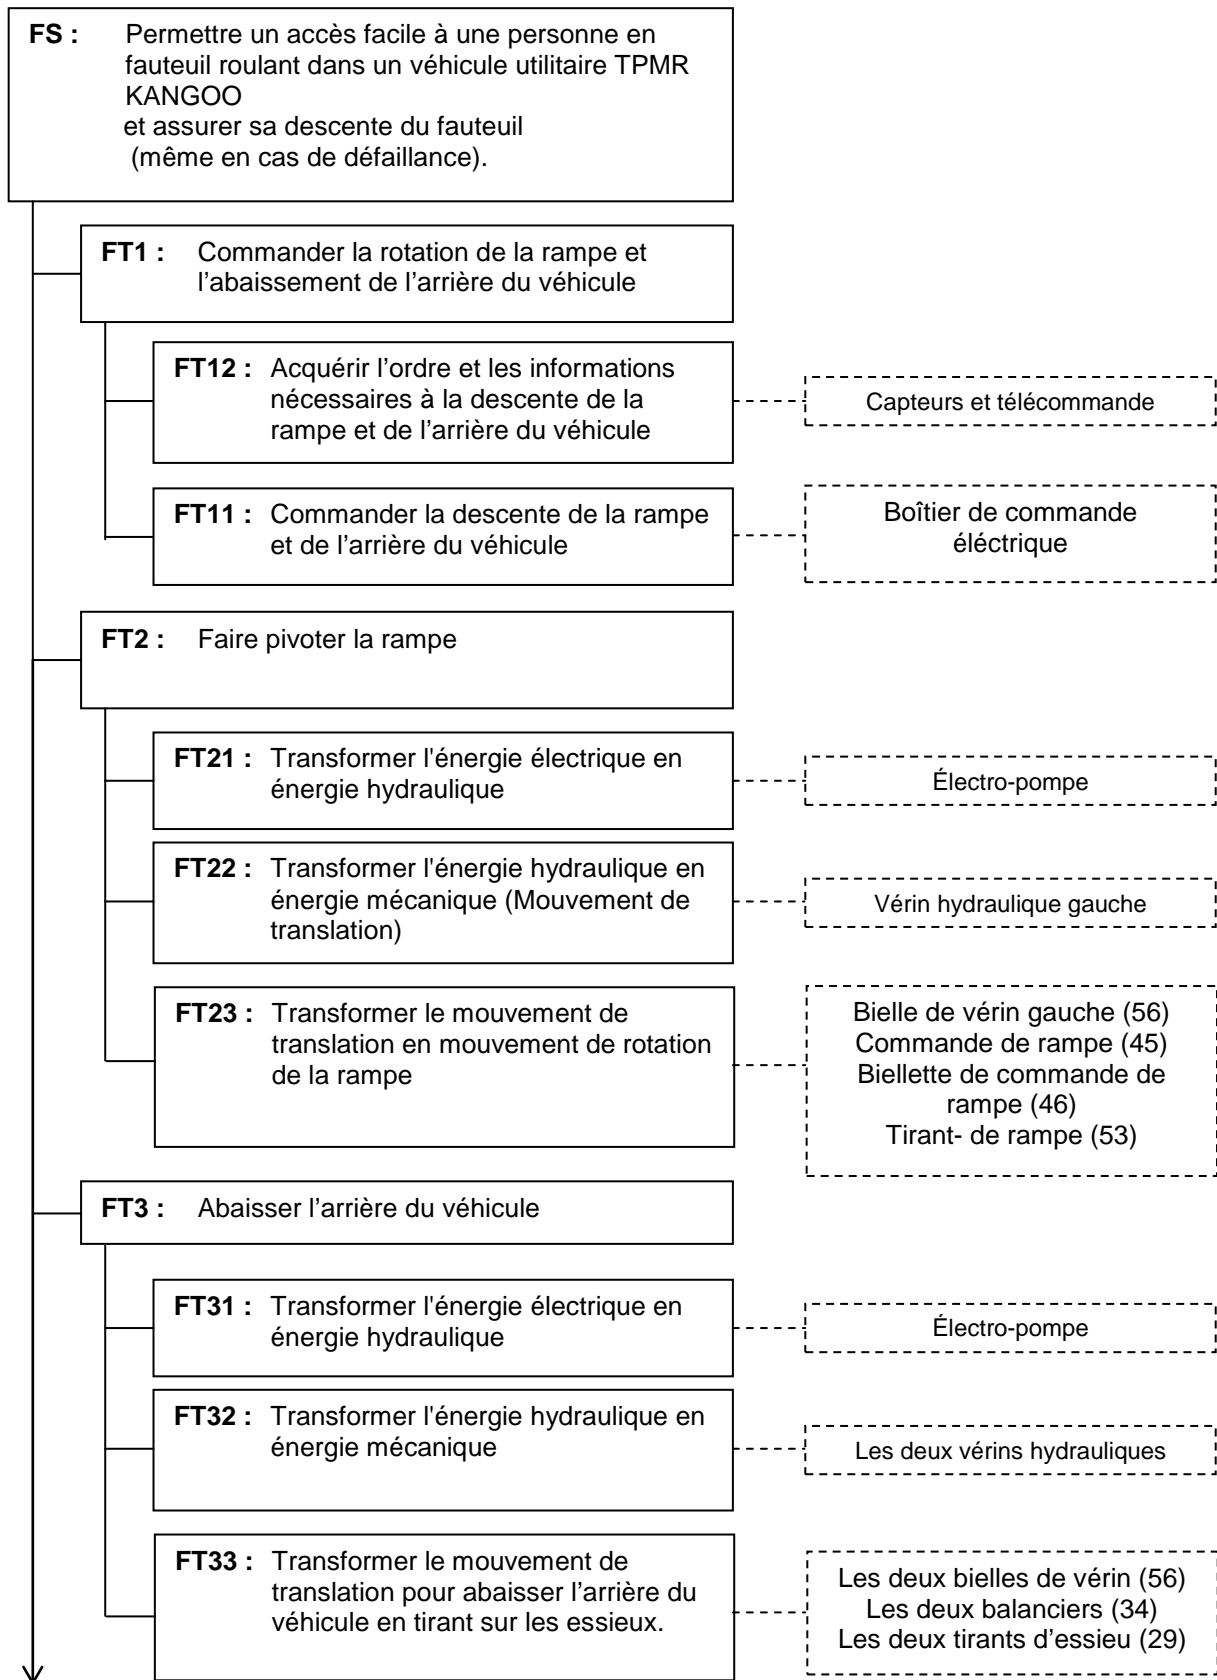 FS : Permettre un accès facile à une personne en
fauteuil roulant dans un véhicule utilitaire TPMR
KANGOO
et assurer sa descente du fauteuil
(même en cas de défaillance).
FT1 : Commander la rotation de la rampe et
l’abaissement de l’arrière du véhicule
FT12 : Acquérir l’ordre et les informations
nécessaires à la descente de la
rampe et de l’arrière du véhicule
Capteurs et télécommande
FT11 : Commander la descente de la rampe
et de l’arrière du véhicule
Boîtier de commande
éléctrique
FT2 : Faire pivoter la rampe
FT21 : Transformer l'énergie électrique en
énergie hydraulique
Électro-pompe
FT22 : Transformer l'énergie hydraulique en
énergie mécanique (Mouvement de
translation)
Vérin hydraulique gauche
FT23 : Transformer le mouvement de
translation en mouvement de rotation
de la rampe
Bielle de vérin gauche (56)
Commande de rampe (45)
Biellette de commande de
rampe (46)
Tirant- de rampe (53)
FT3 : Abaisser l’arrière du véhicule
FT31 : Transformer l'énergie électrique en
énergie hydraulique
Électro-pompe
FT32 : Transformer l'énergie hydraulique en
énergie mécanique
Les deux vérins hydrauliques
FT33 : Transformer le mouvement de
translation pour abaisser l’arrière du
véhicule en tirant sur les essieux.
Les deux bielles de vérin (56)
Les deux balanciers (34)
Les deux tirants d’essieu (29)